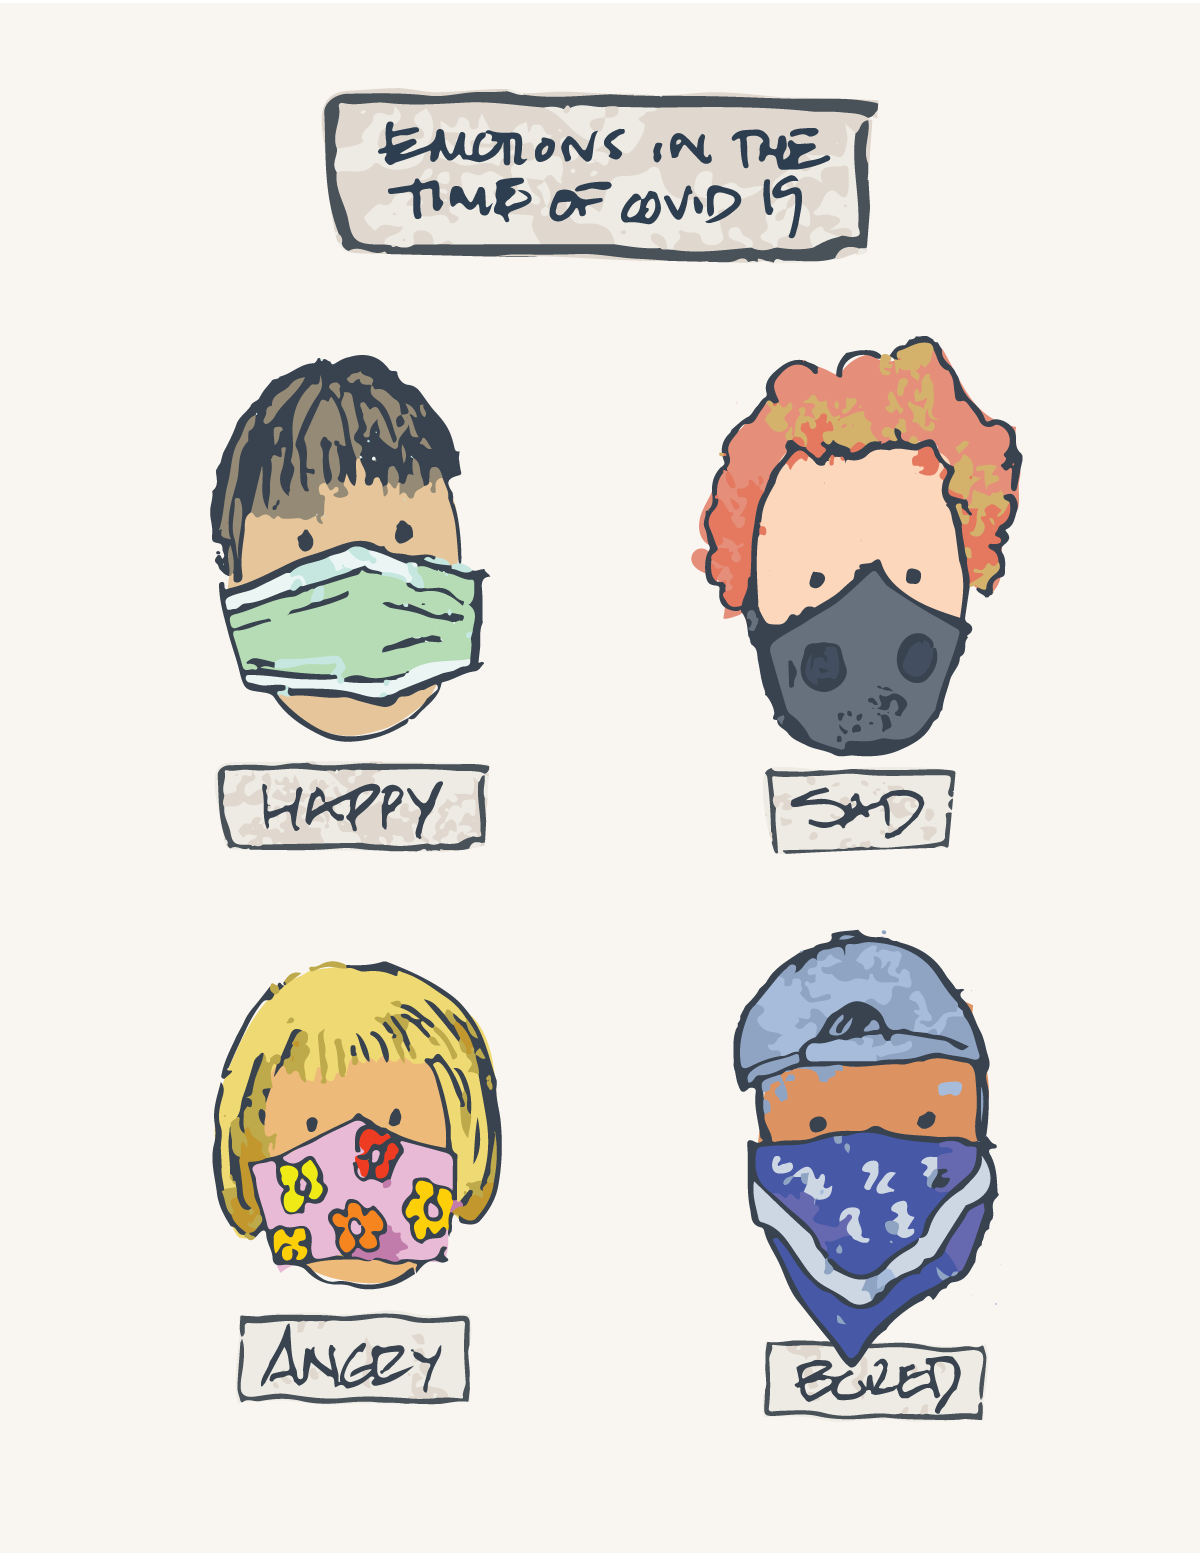 EMOTIONS IN THE
TIME OF COVID 19
HAPPY
SAD
ANGRY
BORED